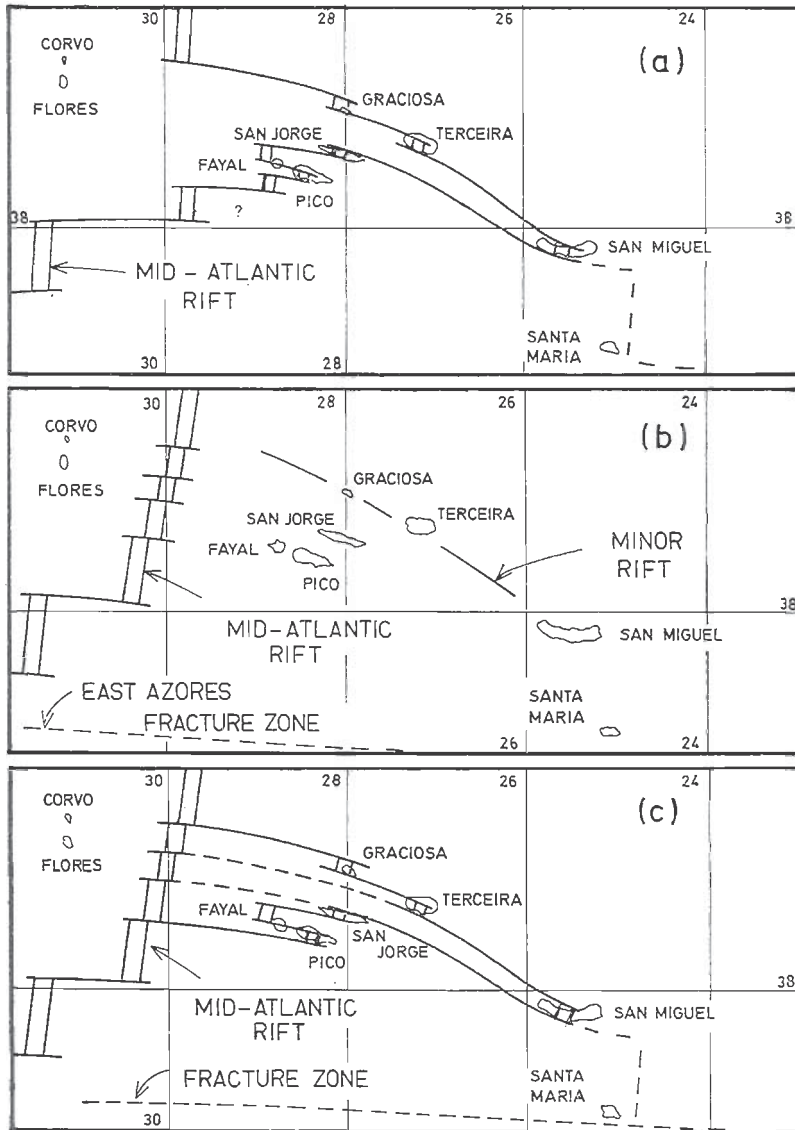 30
28
26
24
CORVO
FLORES
(a)
GRACIOSA
SAN JORGE
TERCEIRA
FAYAL
PICO
?
38
38
SAN MIGUEL
MID - ATLANTIC
RIFT
SANTA
MARIA
30
28
30
28
26
24
CORVO
FLORES
(b)
GRACIOSA
SAN JORGE
TERCEIRA
FAYAL
PICO
MINOR
RIFT
38
MID-ATLANTIC
RIFT
SAN MIGUEL
EAST AZORES
FRACTURE ZONE
SANTA
MARIA
26
24
30
28
26
24
CORVO
FLORES
(c)
GRACIOSA
TERCEIRA
FAYAL
SAN
JORGE
PICO
38
MID-ATLANTIC
RIFT
SAN MIGUEL
FRACTURE ZONE
SANTA
MARIA
30